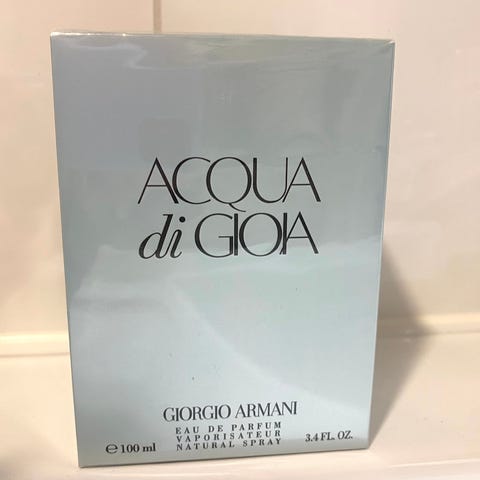 ACQUA
di GIOIA
GIORGIO ARMANI
EAU DE PARFUM
VAPORISATEUR
℮ 100 ml NATURAL SPRAY 3.4 FL. OZ.